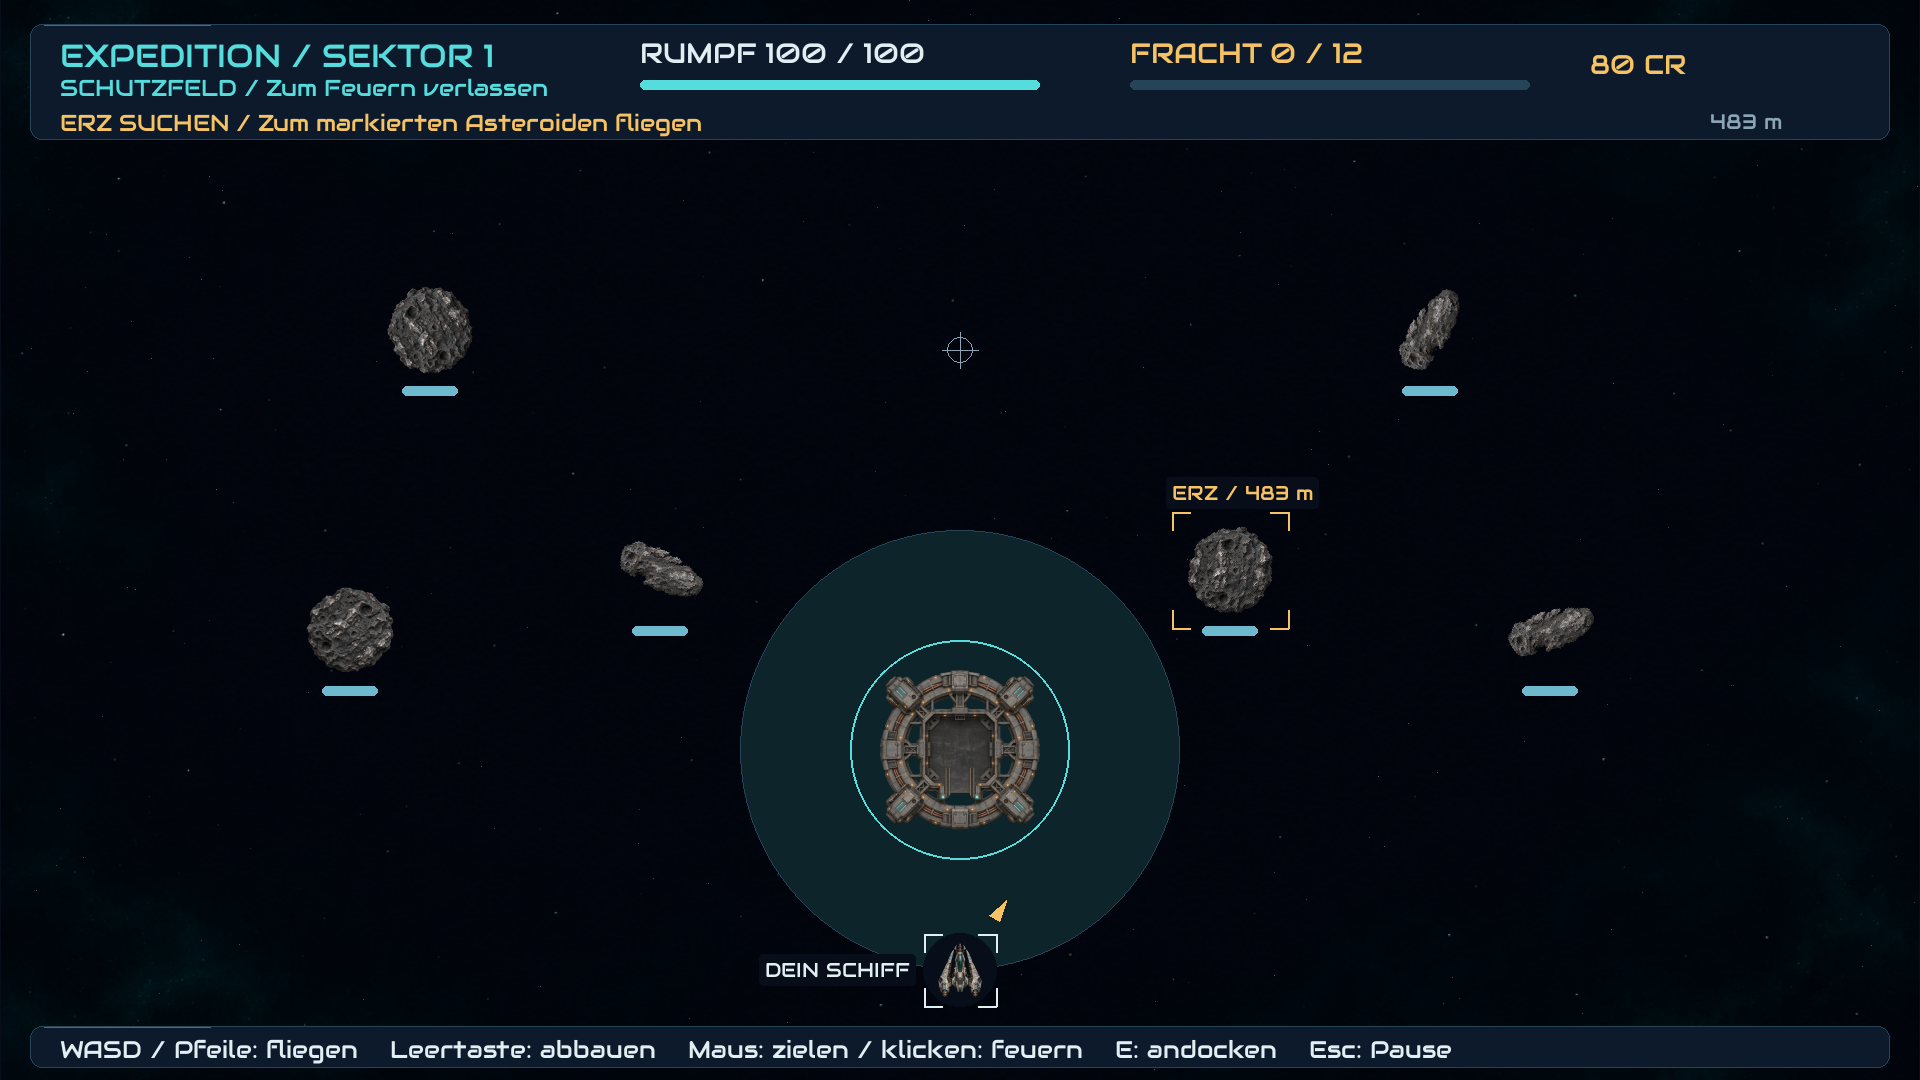 EXPEDITION / SEKTOR 1
SCHUTZFELD / Zum Feuern verlassen
ERZ SUCHEN / Zum markierten Asteroiden fliegen
RUMPF 100 / 100
FRACHT 0 / 12
80 CR
483 m
ERZ / 483 m
DEIN SCHIFF
WASD / Pfeile: fliegen Leertaste: abbauen Maus: zielen / klicken: feuern E: andocken Esc: Pause